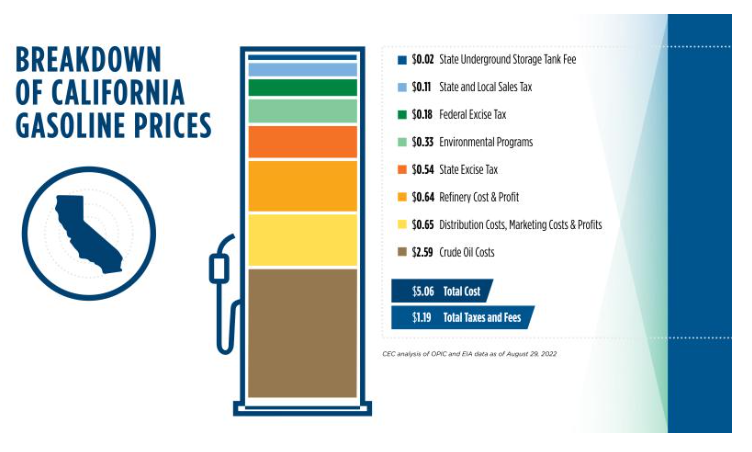 BREAKDOWN
OF CALIFORNIA
GASOLINE PRICES
$0.02 State Underground Storage Tank Fee
$0.11 State and Local Sales Tax
$0.18 Federal Excise Tax
$0.33 Environmental Programs
$0.54 State Excise Tax
$0.64 Refinery Cost & Profit
$0.65 Distribution Costs, Marketing Costs & Profits
$2.59 Crude Oil Costs
$5.06 Total Cost
$1.19 Total Taxes and Fees
CEC analysis of OPIC and EIA data as of August 29, 2022